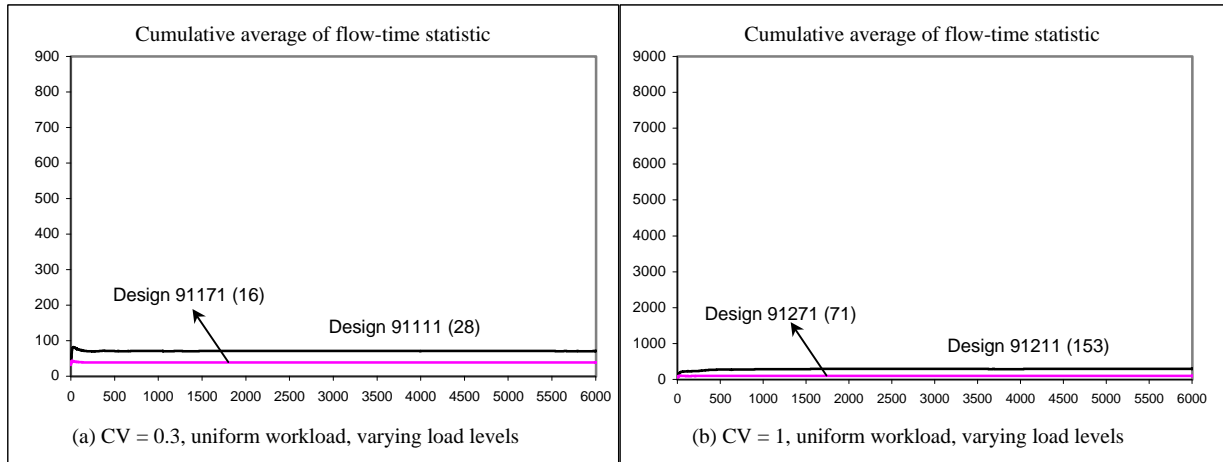 Cumulative average of flow-time statistic
900
800
700
600
500
400
300
200
100
0
Design 91171 (16)
Design 91111 (28)
0 500 1000 1500 2000 2500 3000 3500 4000 4500 5000 5500 6000
(a) CV = 0.3, uniform workload, varying load levels
Cumulative average of flow-time statistic
9000
8000
7000
6000
5000
4000
3000
2000
1000
0
Design 91271 (71)
Design 91211 (153)
0 500 1000 1500 2000 2500 3000 3500 4000 4500 5000 5500 6000
(b) CV = 1, uniform workload, varying load levels